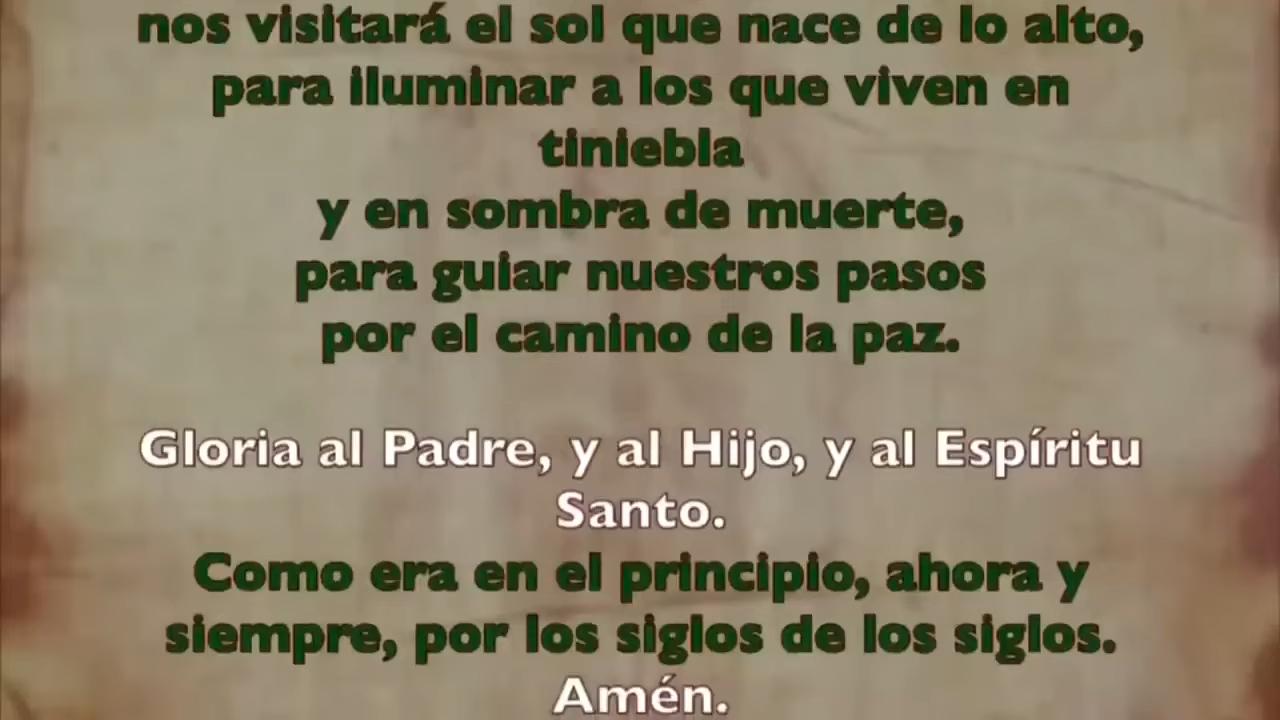 nos visitará el sol que nace de lo alto,
para iluminar a los que viven en
tiniebla
y en sombra de muerte,
para guiar nuestros pasos
por el camino de la paz.
Gloria al Padre, y al Hijo, y al Espíritu
Santo.
Como era en el principio, ahora y
siempre, por los siglos de los siglos.
Amén.